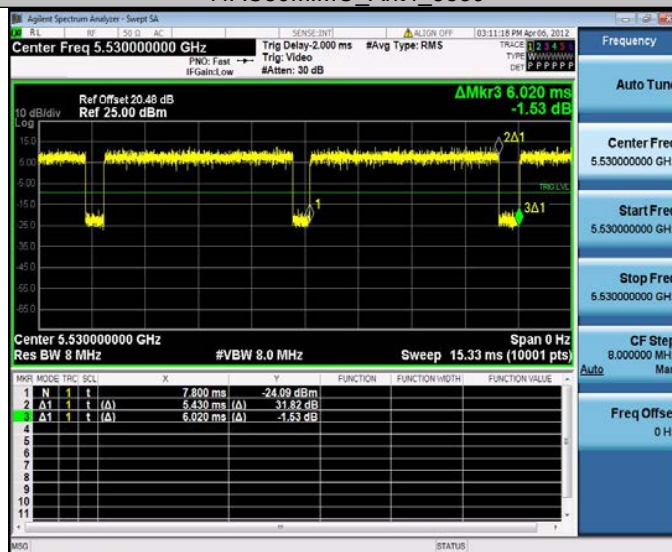 Agilent Spectrum Analyzer - Swept SA
RL RF 50 Ω AC SENSE:INT ALIGN OFF 03:11:18 PM Apr 06, 2012
Center Freq 5.530000000 GHz
PNO: Fast
IFGain:Low
Trig Delay-2.000 ms
Trig: Video
#Atten: 30 dB
#Avg Type: RMS
TRACE 1 2 3 4 5 6
TYPE WWWWWW
DET P P P P P P
Ref Offset 20.48 dB
10 dB/div Ref 25.00 dBm
Log
ΔMkr3 6.020 ms
-1.53 dB
15.0
5.00
-5.00
-15.0
-25.0
-35.0
-45.0
-55.0
-65.0
2Δ1
TRIG LVL
1
3Δ1
Center 5.530000000 GHz Span 0 Hz
Res BW 8 MHz #VBW 8.0 MHz Sweep 15.33 ms (10001 pts)
MKR MODE TRC SCL X Y FUNCTION FUNCTION WIDTH FUNCTION VALUE
1 N 1 t 7.800 ms -24.09 dBm
2 Δ1 1 t (Δ) 5.430 ms (Δ) 31.82 dB
3 Δ1 1 t (Δ) 6.020 ms (Δ) -1.53 dB
4
5
6
7
8
9
10
11
MSG STATUS
Frequency
Auto Tune
Center Freq
5.530000000 GHz
Start Freq
5.530000000 GHz
Stop Freq
5.530000000 GHz
CF Step
8.000000 MHz
Auto Man
Freq Offset
0 Hz